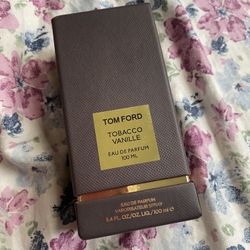 TOM FORD
TOBACCO
VANILLE
EAU DE PARFUM
100 ML
EAU DE PARFUM
VAPORISATEUR SPRAY
3.4 FL.OZ./OZ.LIQ./100 ml ℮